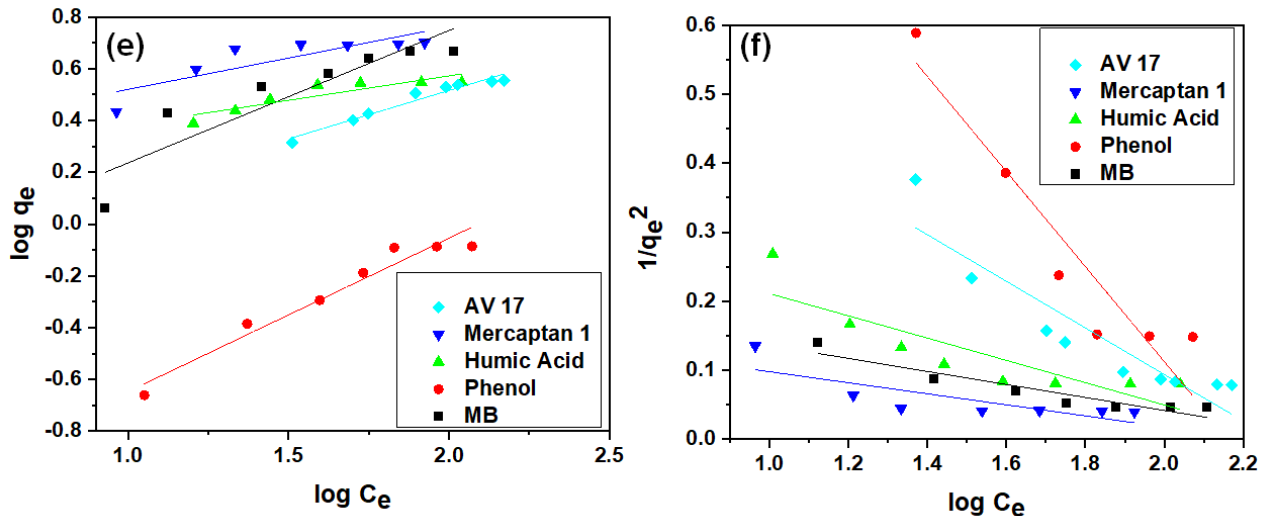 (e)
log qe
0.8
0.6
0.4
0.2
0.0
-0.2
-0.4
-0.6
-0.8
AV 17
Mercaptan 1
Humic Acid
Phenol
MB
1.0 1.5 2.0 2.5
log Ce
(f)
1/qe2
0.6
0.5
0.4
0.3
0.2
0.1
0.0
AV 17
Mercaptan 1
Humic Acid
Phenol
MB
1.0 1.2 1.4 1.6 1.8 2.0 2.2
log Ce